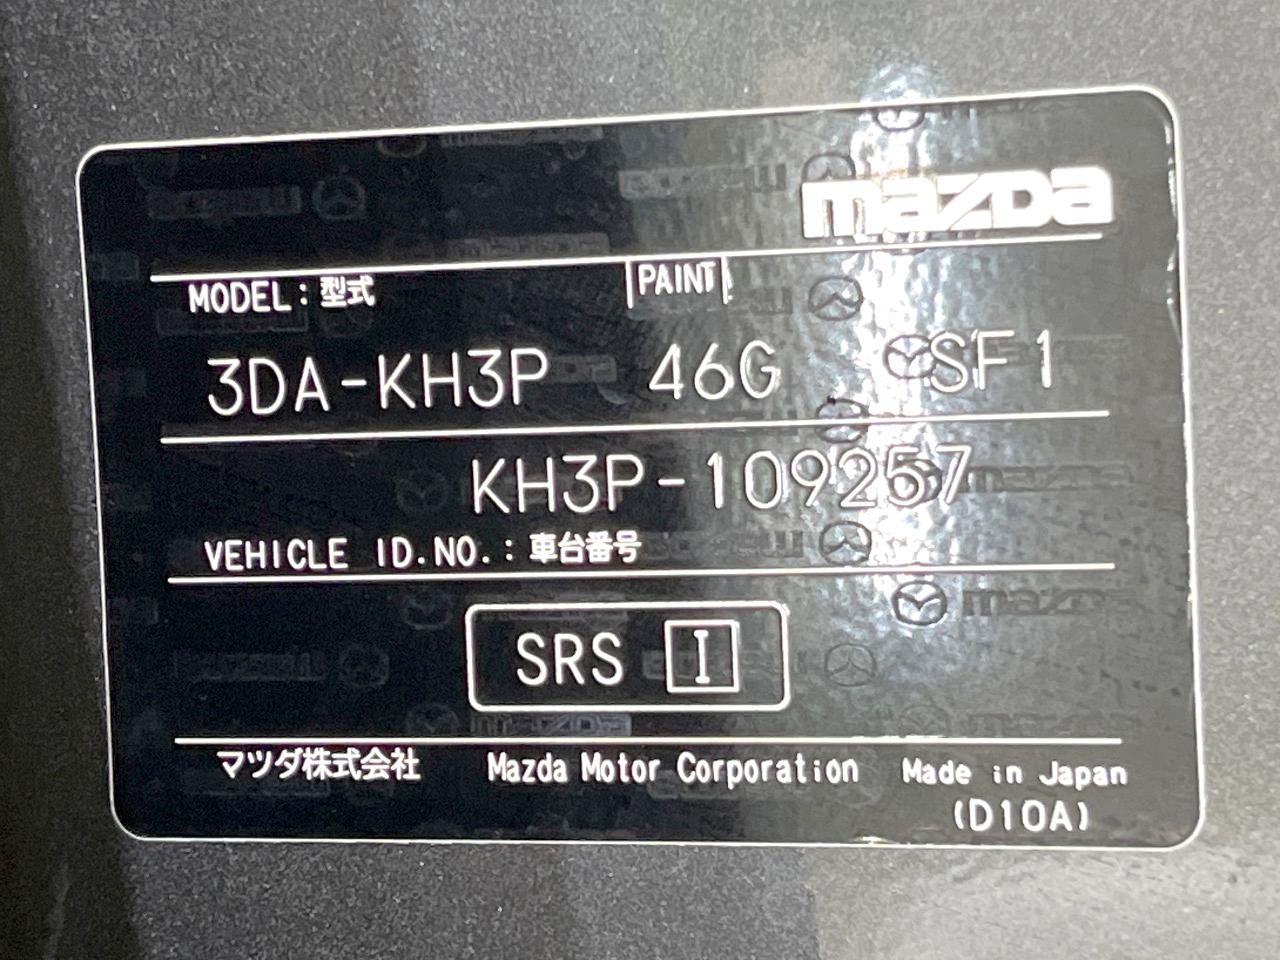 mazda
MODEL：型式 PAINT
3DA-KH3P 46G CSF1
KH3P-109257
VEHICLE ID.NO.：車台番号
SRS I
マツダ株式会社 Mazda Motor Corporation Made in Japan
(D10A)